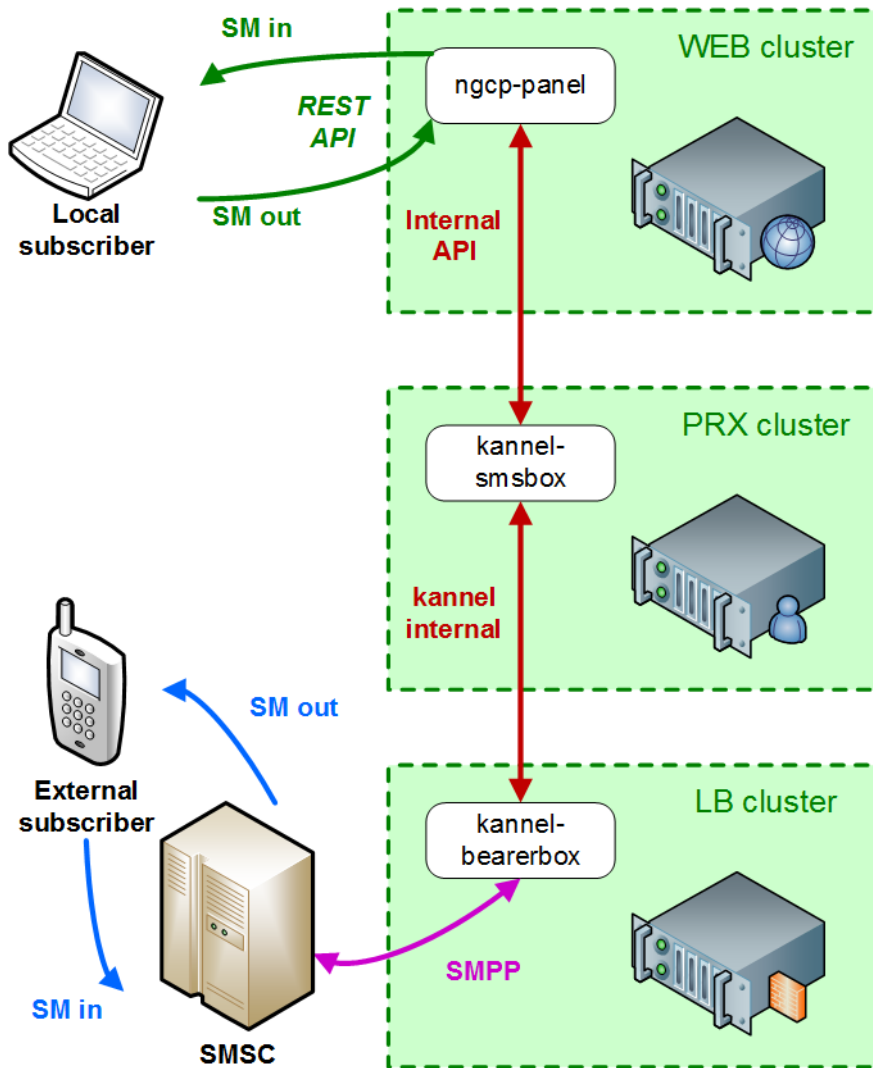 SM in
WEB cluster
ngcp-panel
REST
API
Local
subscriber
SM out
Internal
API
PRX cluster
kannel-
smsbox
kannel
internal
SM out
External
subscriber
LB cluster
kannel-
bearerbox
SMPP
SM in
SMSC